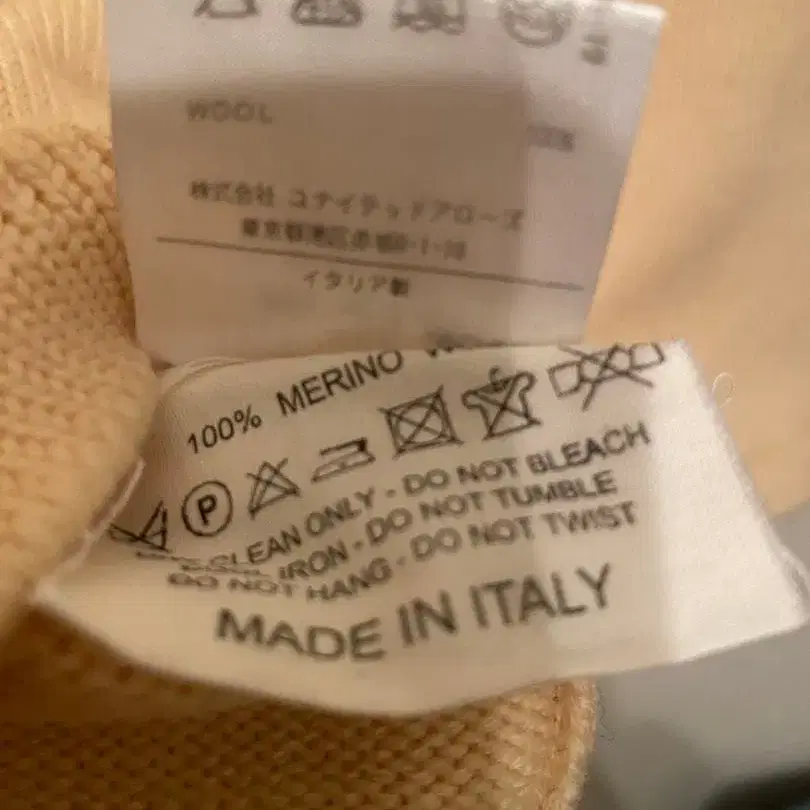 WOOL
株式会社 ユナイテッドアローズ
イタリア製
100% MERINO
P
CLEAN ONLY - DO NOT BLEACH
IRON - DO NOT TUMBLE
DO NOT HANG - DO NOT TWIST
MADE IN ITALY